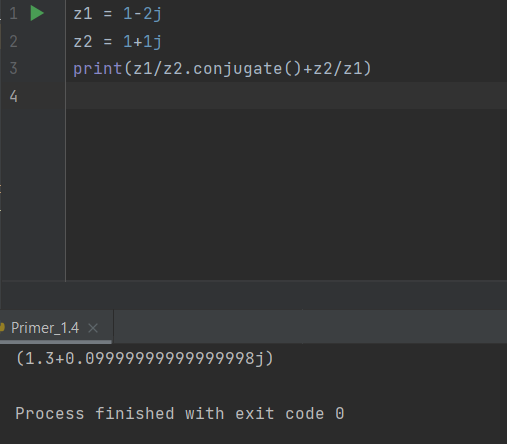 1 z1 = 1-2j
2 z2 = 1+1j
3 print(z1/z2.conjugate()+z2/z1)
4
Primer_1.4
(1.3+0.09999999999999998j)
Process finished with exit code 0